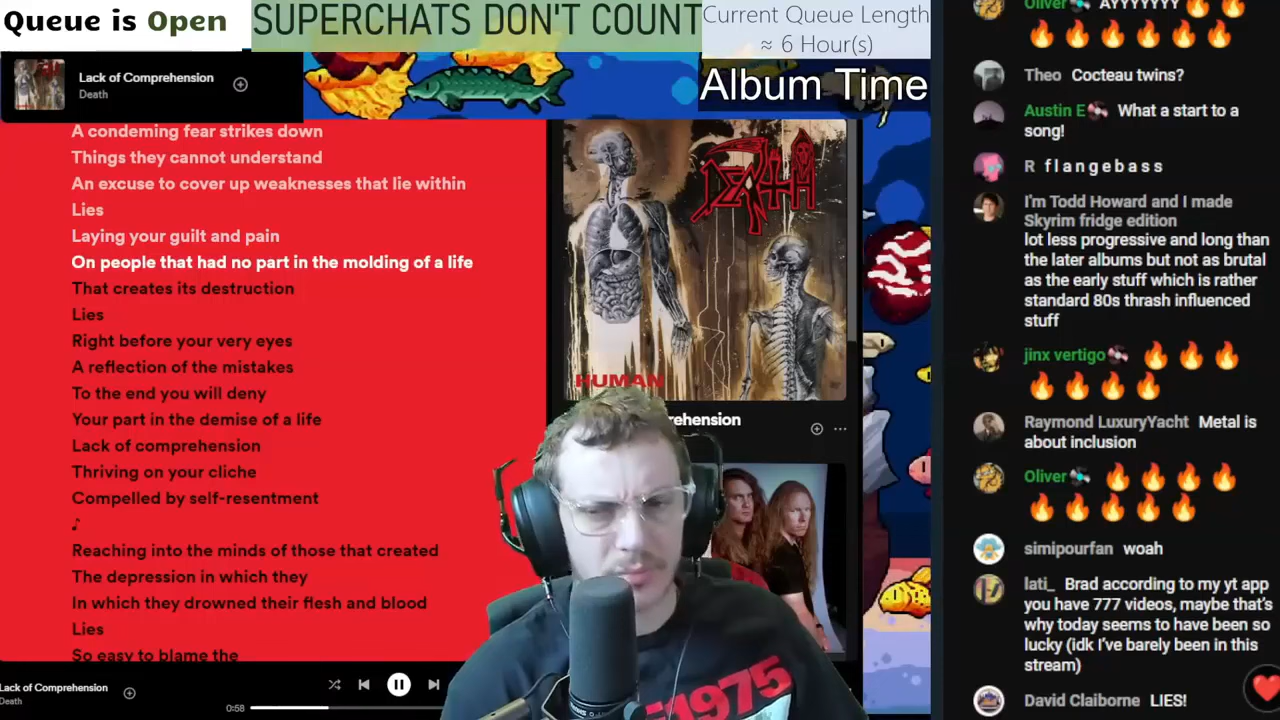 Queue is Open
SUPERCHATS DON'T COUNT
Current Queue Length
≈ 6 Hour(s)
Album Time
Lack of Comprehension
Death
A condeming fear strikes down
Things they cannot understand
An excuse to cover up weaknesses that lie within
Lies
Laying your guilt and pain
On people that had no part in the molding of a life
That creates its destruction
Lies
Right before your very eyes
A reflection of the mistakes
To the end you will deny
Your part in the demise of a life
Lack of comprehension
Thriving on your cliche
Compelled by self-resentment
♪
Reaching into the minds of those that created
The depression in which they
In which they drowned their flesh and blood
Lies
So easy to blame the
DEATH
HUMAN
rehension
1975
Lack of Comprehension
Death
0:58
Oliver AYYYYYYY 🔥 🔥
🔥 🔥 🔥 🔥 🔥 🔥
Theo Cocteau twins?
Austin E What a start to a
song!
R f l a n g e b a s s
I'm Todd Howard and I made
Skyrim fridge edition
lot less progressive and long than
the later albums but not as brutal
as the early stuff which is rather
standard 80s thrash influenced
stuff
jinx vertigo 🔥 🔥 🔥
🔥 🔥 🔥 🔥
Raymond LuxuryYacht Metal is
about inclusion
Oliver 🔥 🔥 🔥 🔥
🔥 🔥 🔥 🔥 🔥
simipourfan woah
lati_ Brad according to my yt app
you have 777 videos, maybe that's
why today seems to have been so
lucky (idk I've barely been in this
stream)
David Claiborne LIES!